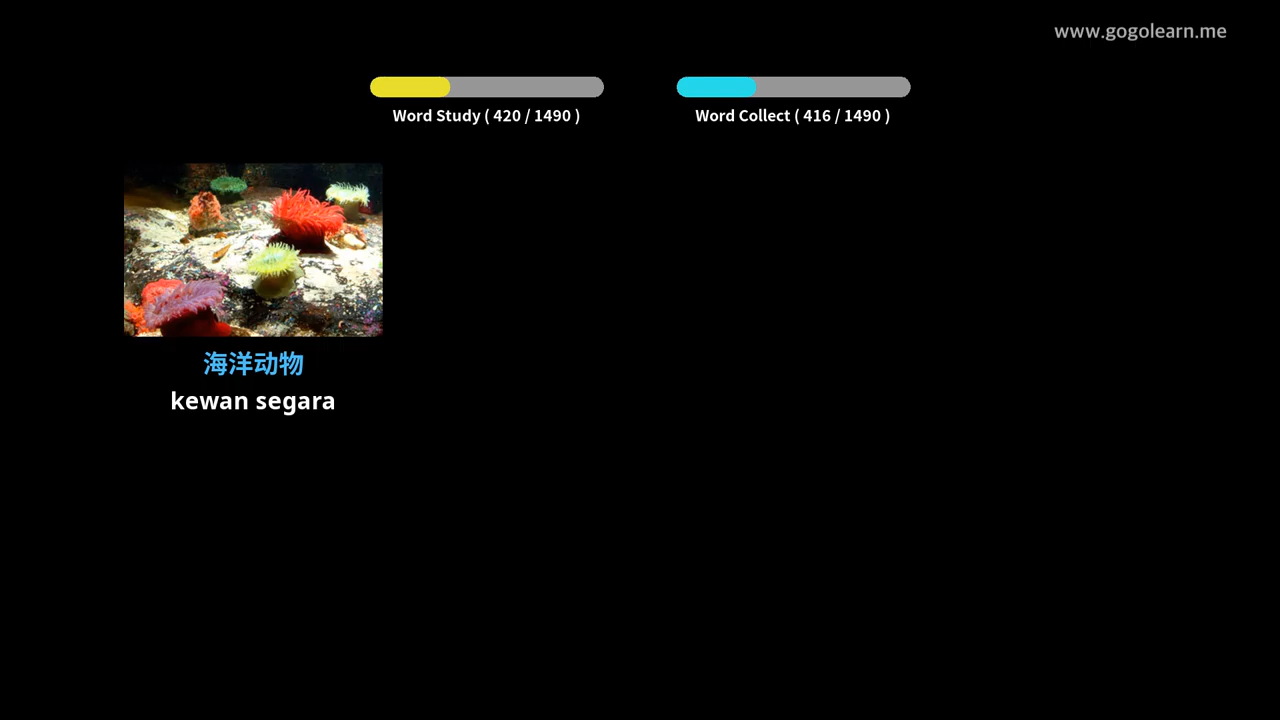 www.gogolearn.me
Word Study ( 420 / 1490 )
Word Collect ( 416 / 1490 )
海洋动物
kewan segara